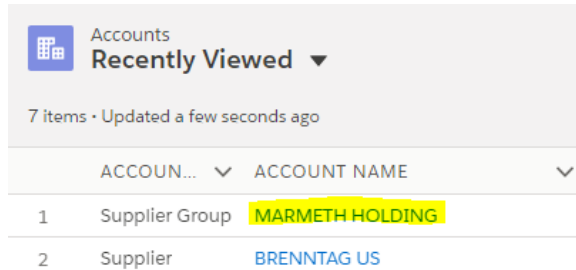 Accounts
Recently Viewed
7 items • Updated a few seconds ago
ACCOUN... ACCOUNT NAME
1 Supplier Group MARMETH HOLDING
2 Supplier BRENNTAG US